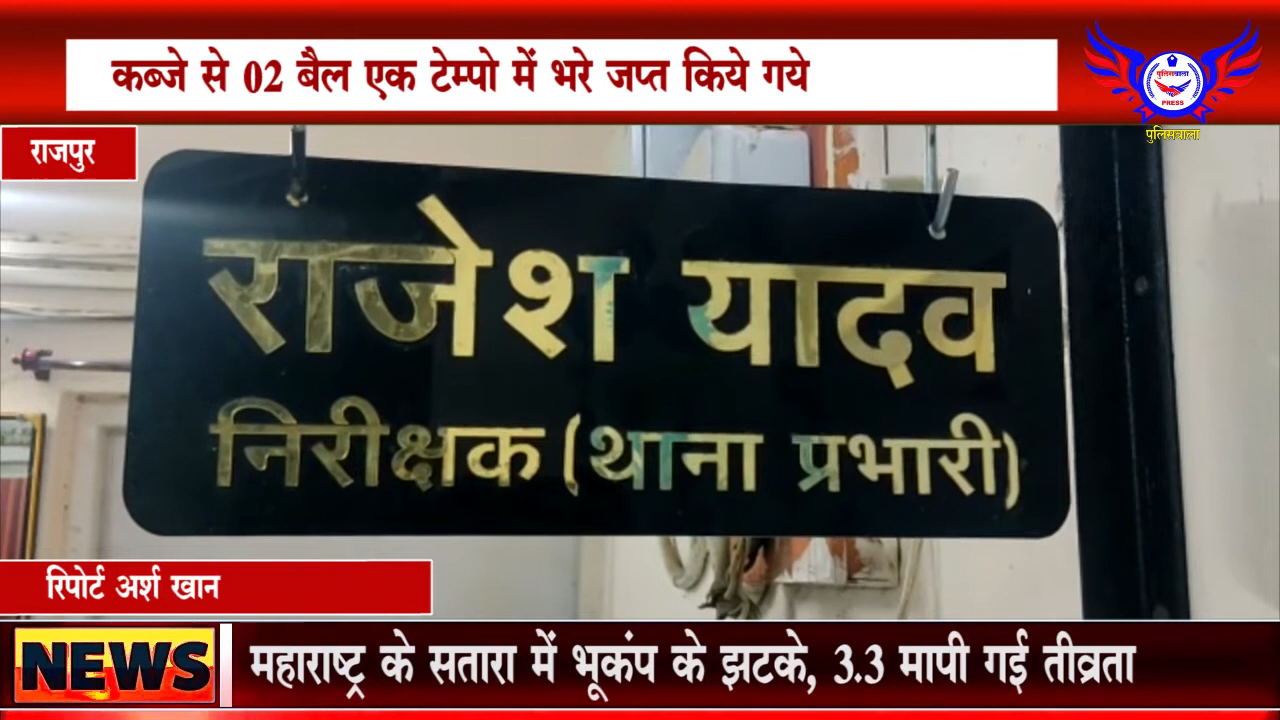 कब्जे से 02 बैल एक टेम्पो में भरे जप्त किये गये
पुलिसवाला
PRESS
पुलिसवाला
राजपुर
राजेश यादव
निरीक्षक (थाना प्रभारी)
रिपोर्ट अर्श खान
NEWS
महाराष्ट्र के सतारा में भूकंप के झटके, 3.3 मापी गई तीव्रता